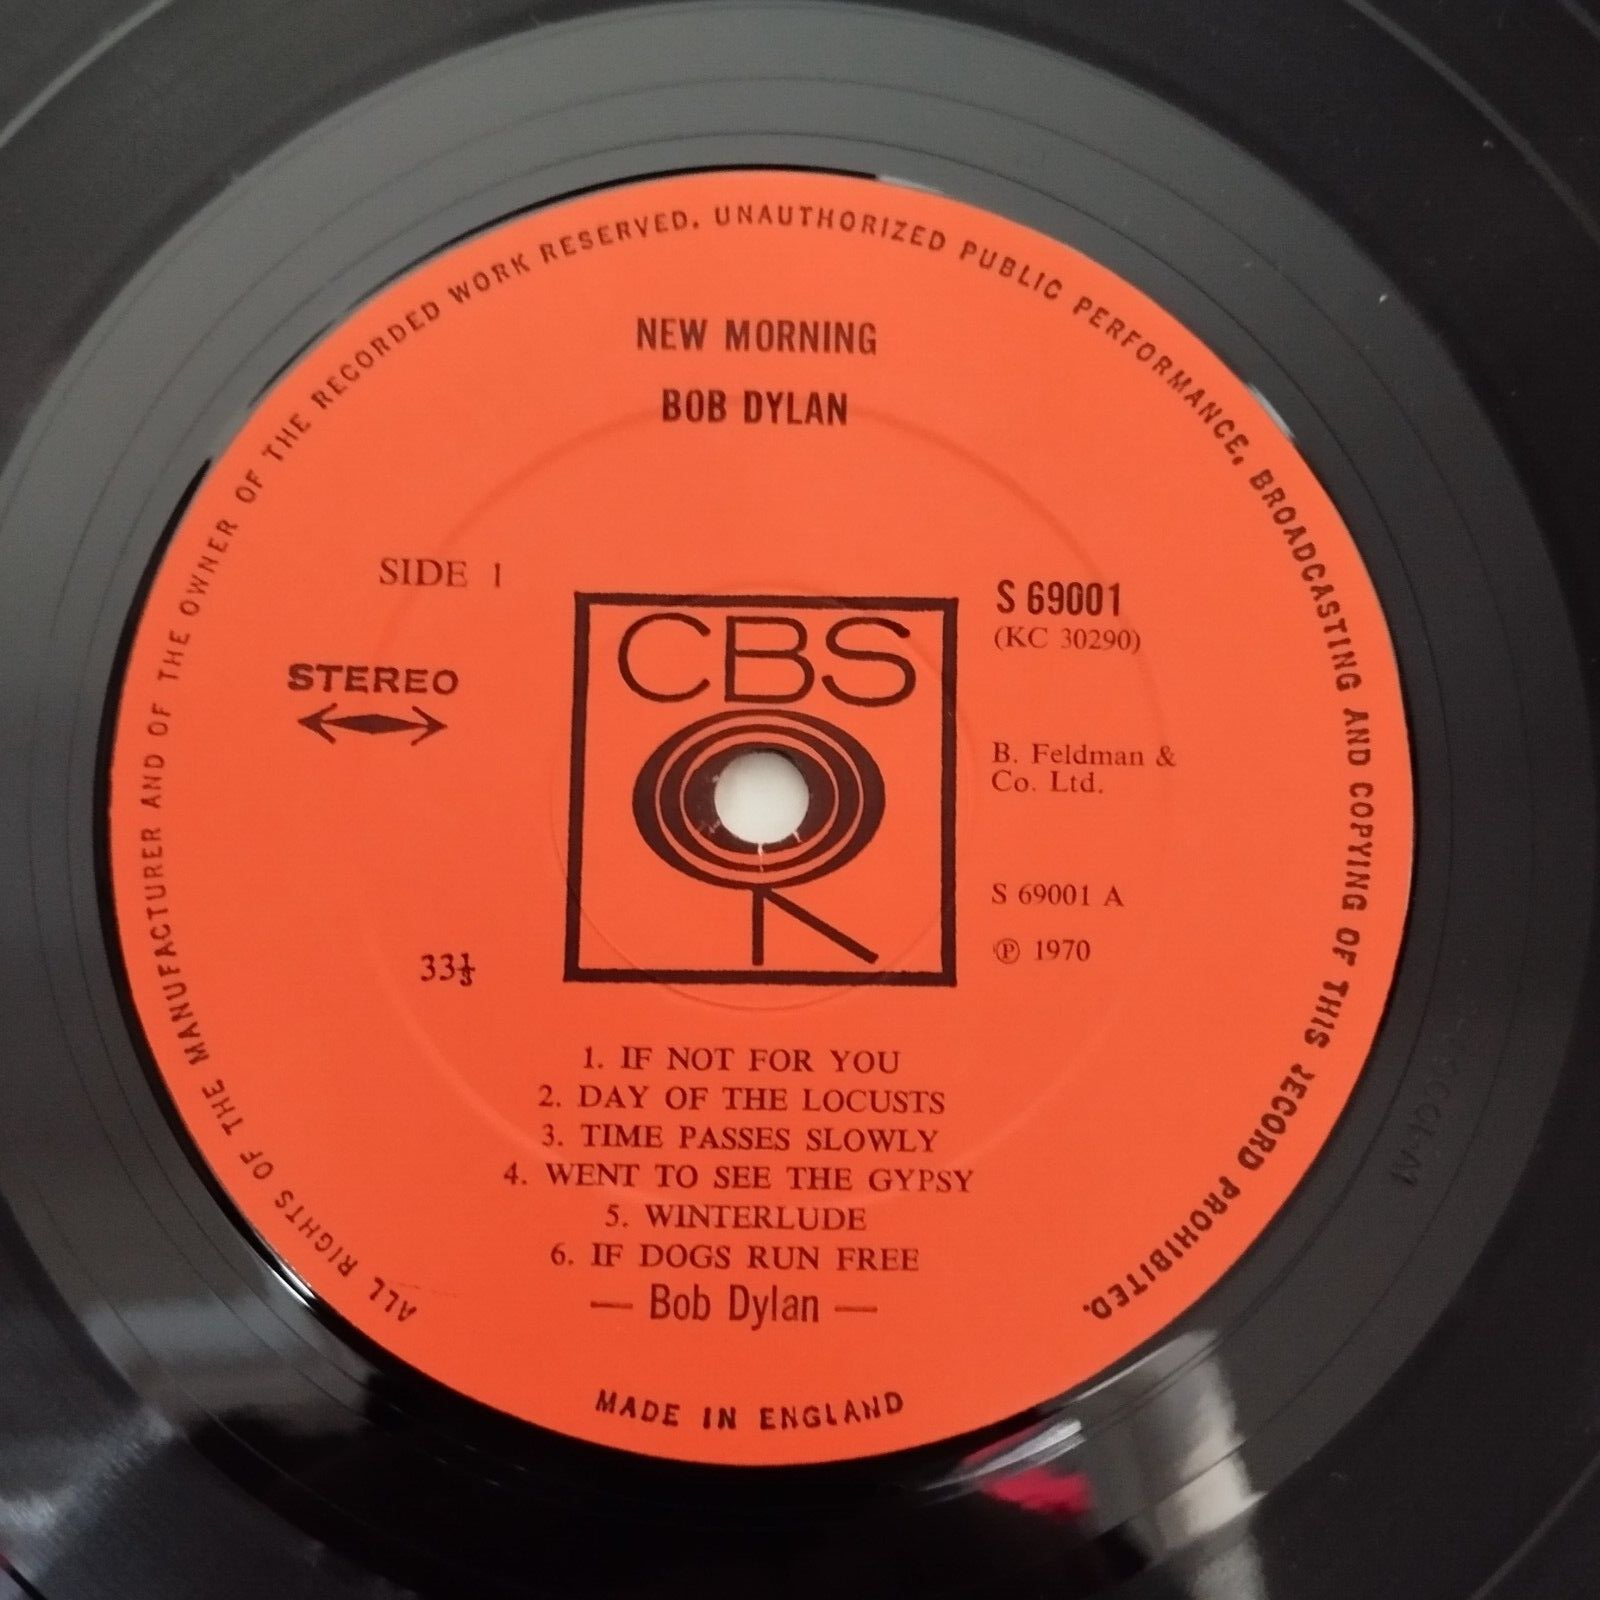 ALL RIGHTS OF THE MANUFACTURER AND OF THE OWNER OF THE RECORDED WORK RESERVED. UNAUTHORIZED PUBLIC PERFORMANCE, BROADCASTING AND COPYING OF THIS RECORD PROHIBITED.
NEW MORNING
BOB DYLAN
SIDE 1
STEREO
33⅓
CBS
S 69001
(KC 30290)
B. Feldman &
Co. Ltd.
S 69001 A
℗ 1970
1. IF NOT FOR YOU
2. DAY OF THE LOCUSTS
3. TIME PASSES SLOWLY
4. WENT TO SEE THE GYPSY
5. WINTERLUDE
6. IF DOGS RUN FREE
— Bob Dylan —
MADE IN ENGLAND